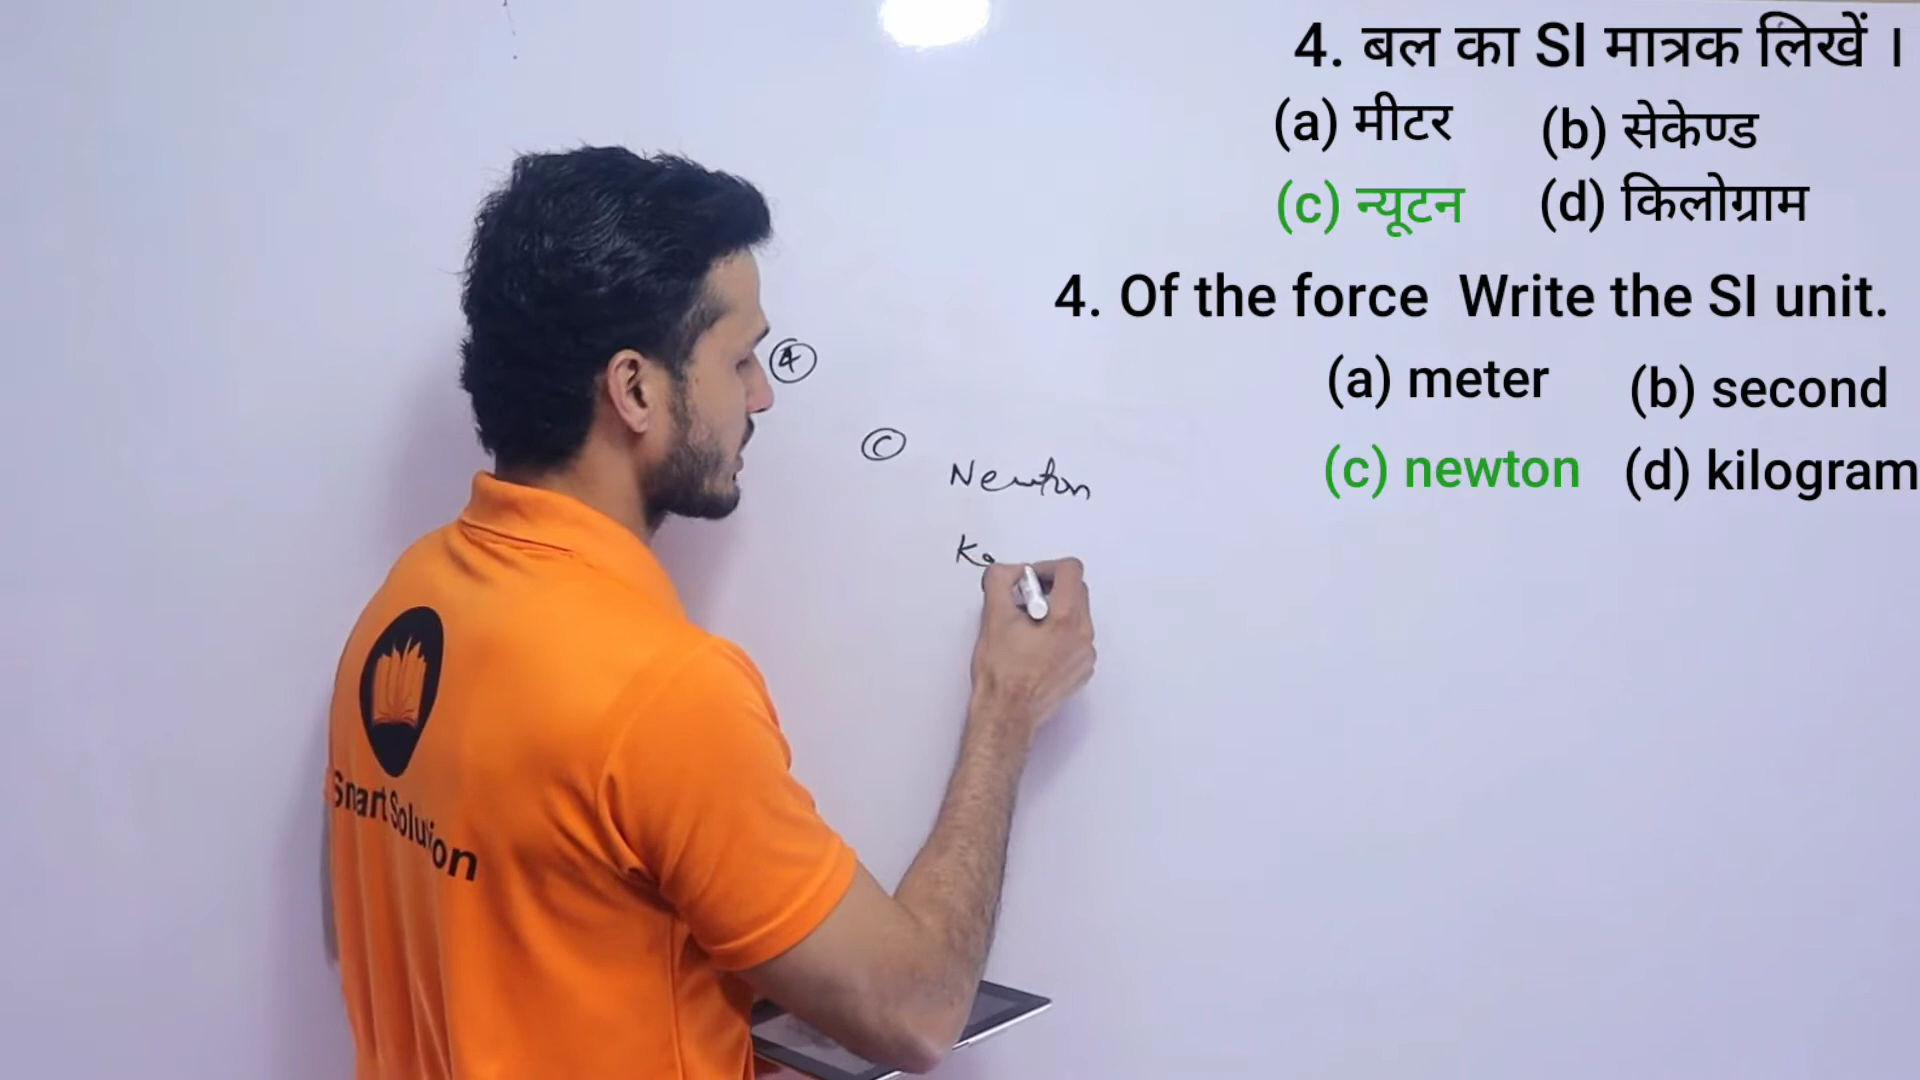 4. बल का SI मात्रक लिखें ।
(a) मीटर (b) सेकेण्ड
(c) न्यूटन (d) किलोग्राम
4. Of the force Write the SI unit.
(a) meter (b) second
(c) newton (d) kilogram
4
C
Newton
Smart Solution